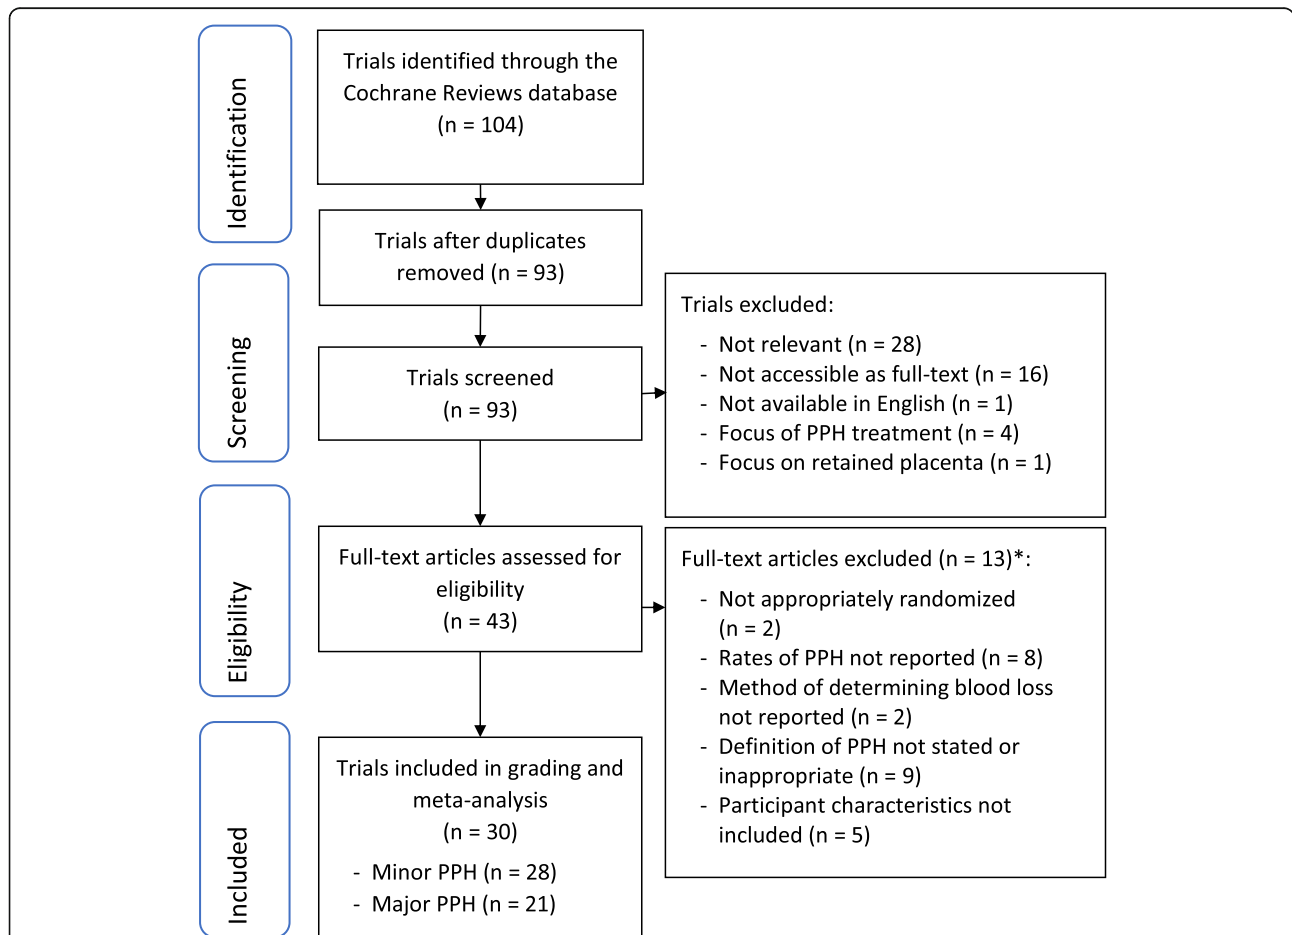 Identification
Trials identified through the
Cochrane Reviews database
(n = 104)
Trials after duplicates
removed (n = 93)
Screening
Trials screened
(n = 93)
Trials excluded:
- Not relevant (n = 28)
- Not accessible as full-text (n = 16)
- Not available in English (n = 1)
- Focus of PPH treatment (n = 4)
- Focus on retained placenta (n = 1)
Eligibility
Full-text articles assessed for
eligibility
(n = 43)
Full-text articles excluded (n = 13)*:
- Not appropriately randomized
(n = 2)
- Rates of PPH not reported (n = 8)
- Method of determining blood loss
not reported (n = 2)
- Definition of PPH not stated or
inappropriate (n = 9)
- Participant characteristics not
included (n = 5)
Included
Trials included in grading and
meta-analysis
(n = 30)
- Minor PPH (n = 28)
- Major PPH (n = 21)